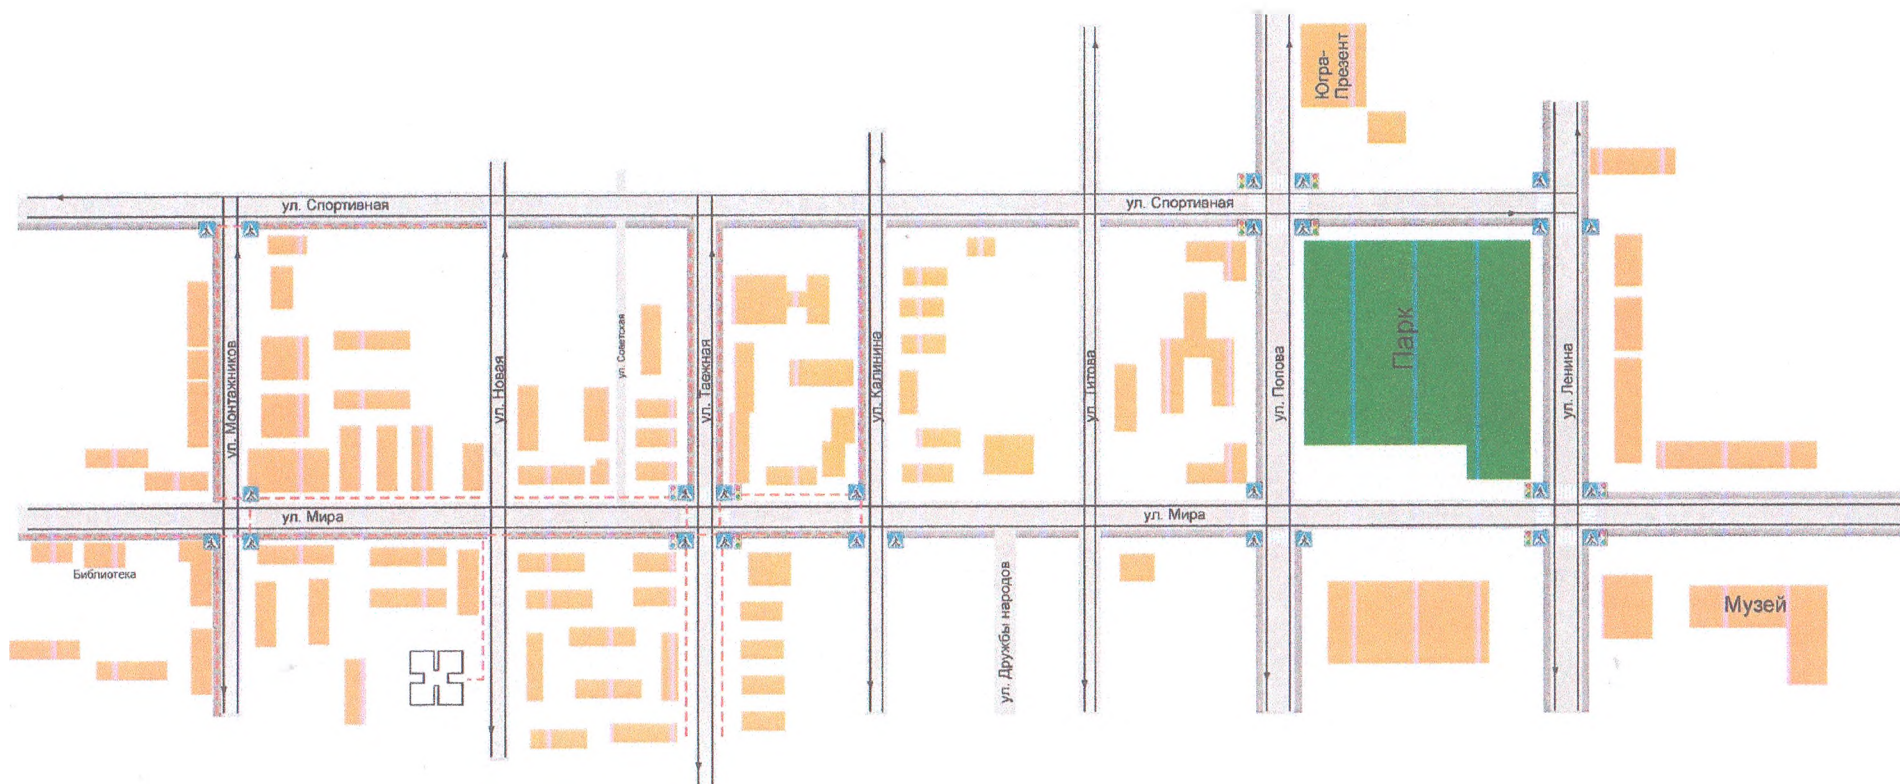 Югра-
Презент
ул. Спортивная
ул. Спортивная
ул. Монтажников
ул. Новая
ул. Советская
ул. Таежная
ул. Калинина
ул. Титова
ул. Попова
Парк
ул. Ленина
ул. Мира
ул. Мира
Библиотека
ул. Дружбы народов
Музей